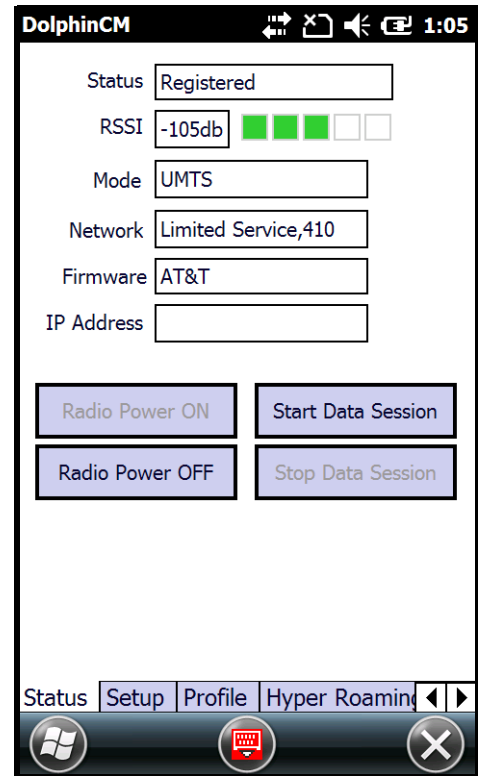 DolphinCM 1:05
Status Registered
RSSI -105db
Mode UMTS
Network Limited Service,410
Firmware AT&T
IP Address
Radio Power ON Start Data Session
Radio Power OFF Stop Data Session
Status Setup Profile Hyper Roaming